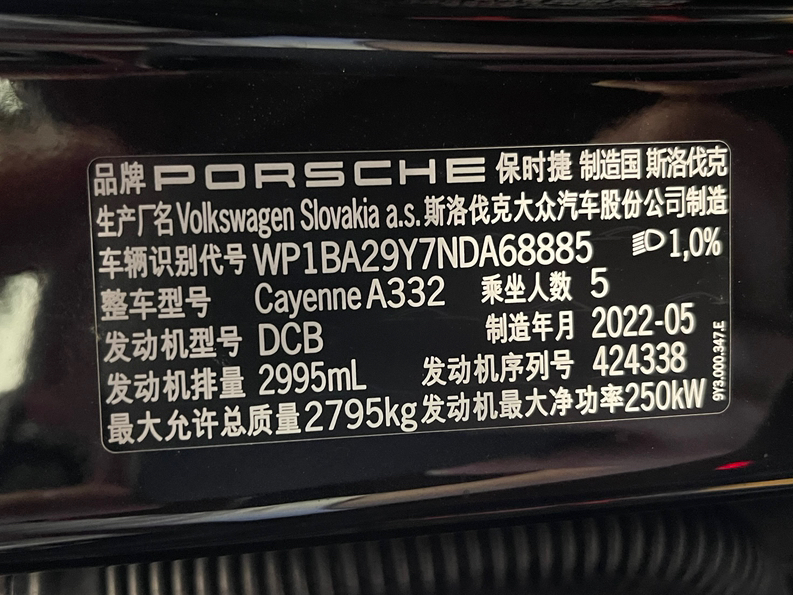 品牌 PORSCHE 保时捷 制造国 斯洛伐克
生产厂名 Volkswagen Slovakia a.s. 斯洛伐克大众汽车股份公司制造
车辆识别代号 WP1BA29Y7NDA68885 1,0%
整车型号 Cayenne A332 乘坐人数 5
发动机型号 DCB 制造年月 2022-05
发动机排量 2995mL 发动机序列号 424338
最大允许总质量 2795kg 发动机最大净功率 250kW
9Y3.000.347.E